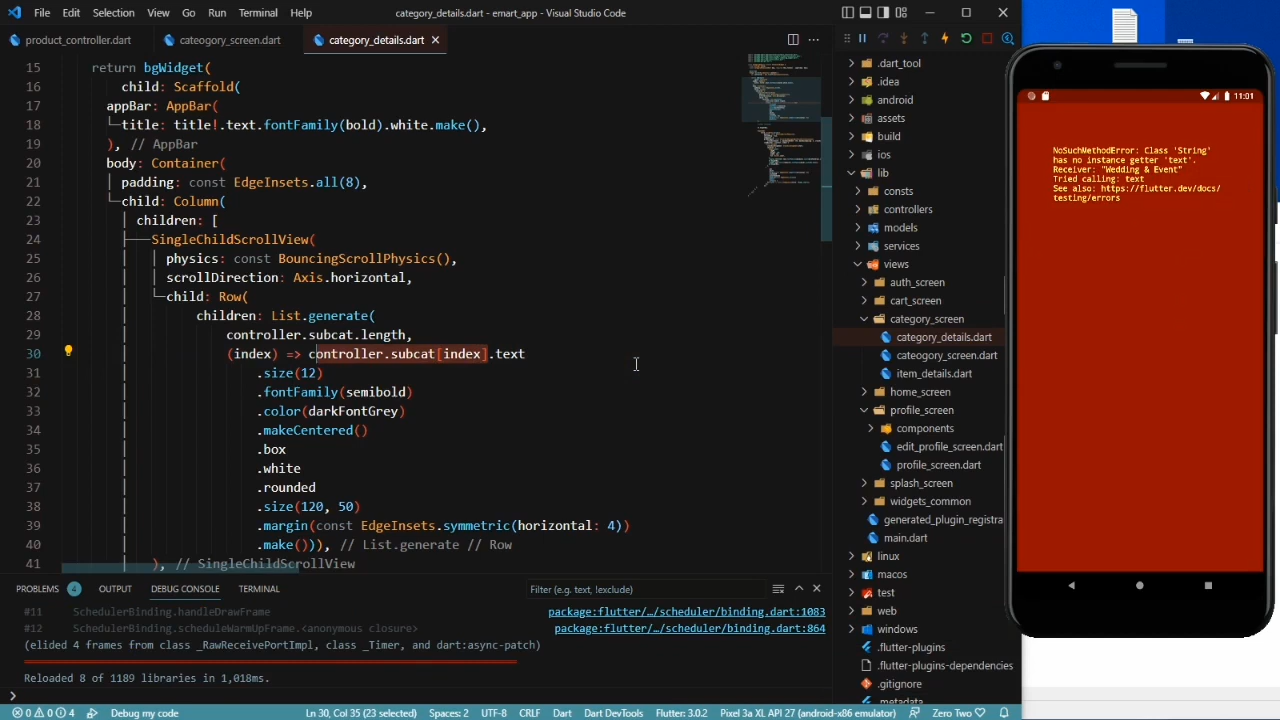 File Edit Selection View Go Run Terminal Help
category_details.dart - emart_app - Visual Studio Code
product_controller.dart
cateogory_screen.dart
category_details.d
15 return bgWidget(
16 child: Scaffold(
17 appBar: AppBar(
18 title: title!.text.fontFamily(bold).white.make(),
19 ), // AppBar
20 body: Container(
21 padding: const EdgeInsets.all(8),
22 child: Column(
23 children: [
24 SingleChildScrollView(
25 physics: const BouncingScrollPhysics(),
26 scrollDirection: Axis.horizontal,
27 child: Row(
28 children: List.generate(
29 controller.subcat.length,
30 (index) => controller.subcat[index].text
31 .size(12)
32 .fontFamily(semibold)
33 .color(darkFontGrey)
34 .makeCentered()
35 .box
36 .white
37 .rounded
38 .size(120, 50)
39 .margin(const EdgeInsets.symmetric(horizontal: 4))
40 .make())), // List.generate // Row
41 ), // SingleChildScrollView
PROBLEMS 4 OUTPUT DEBUG CONSOLE TERMINAL
Filter (e.g. text, !exclude)
#11 SchedulerBinding.handleDrawFrame package:flutter/…/scheduler/binding.dart:1083
#12 SchedulerBinding.scheduleWarmUpFrame.<anonymous closure> package:flutter/…/scheduler/binding.dart:864
(elided 4 frames from class _RawReceivePortImpl, class _Timer, and dart:async-patch)
Reloaded 8 of 1189 libraries in 1,018ms.
.dart_tool
.idea
android
assets
build
ios
lib
consts
controllers
models
services
views
auth_screen
cart_screen
category_screen
category_details.dart
cateogory_screen.dart
item_details.dart
home_screen
profile_screen
components
edit_profile_screen.dart
profile_screen.dart
splash_screen
widgets_common
generated_plugin_registra
main.dart
linux
macos
test
web
windows
.flutter-plugins
.flutter-plugins-dependencies
.gitignore
.metadata
0 0 4 Debug my code
Ln 30, Col 35 (23 selected) Spaces: 2 UTF-8 CRLF Dart Dart DevTools Flutter: 3.0.2 Pixel 3a XL API 27 (android-x86 emulator) Zero Two
11:01
NoSuchMethodError: Class 'String'
has no instance getter 'text'.
Receiver: "Wedding & Event"
Tried calling: text
See also: https://flutter.dev/docs/
testing/errors